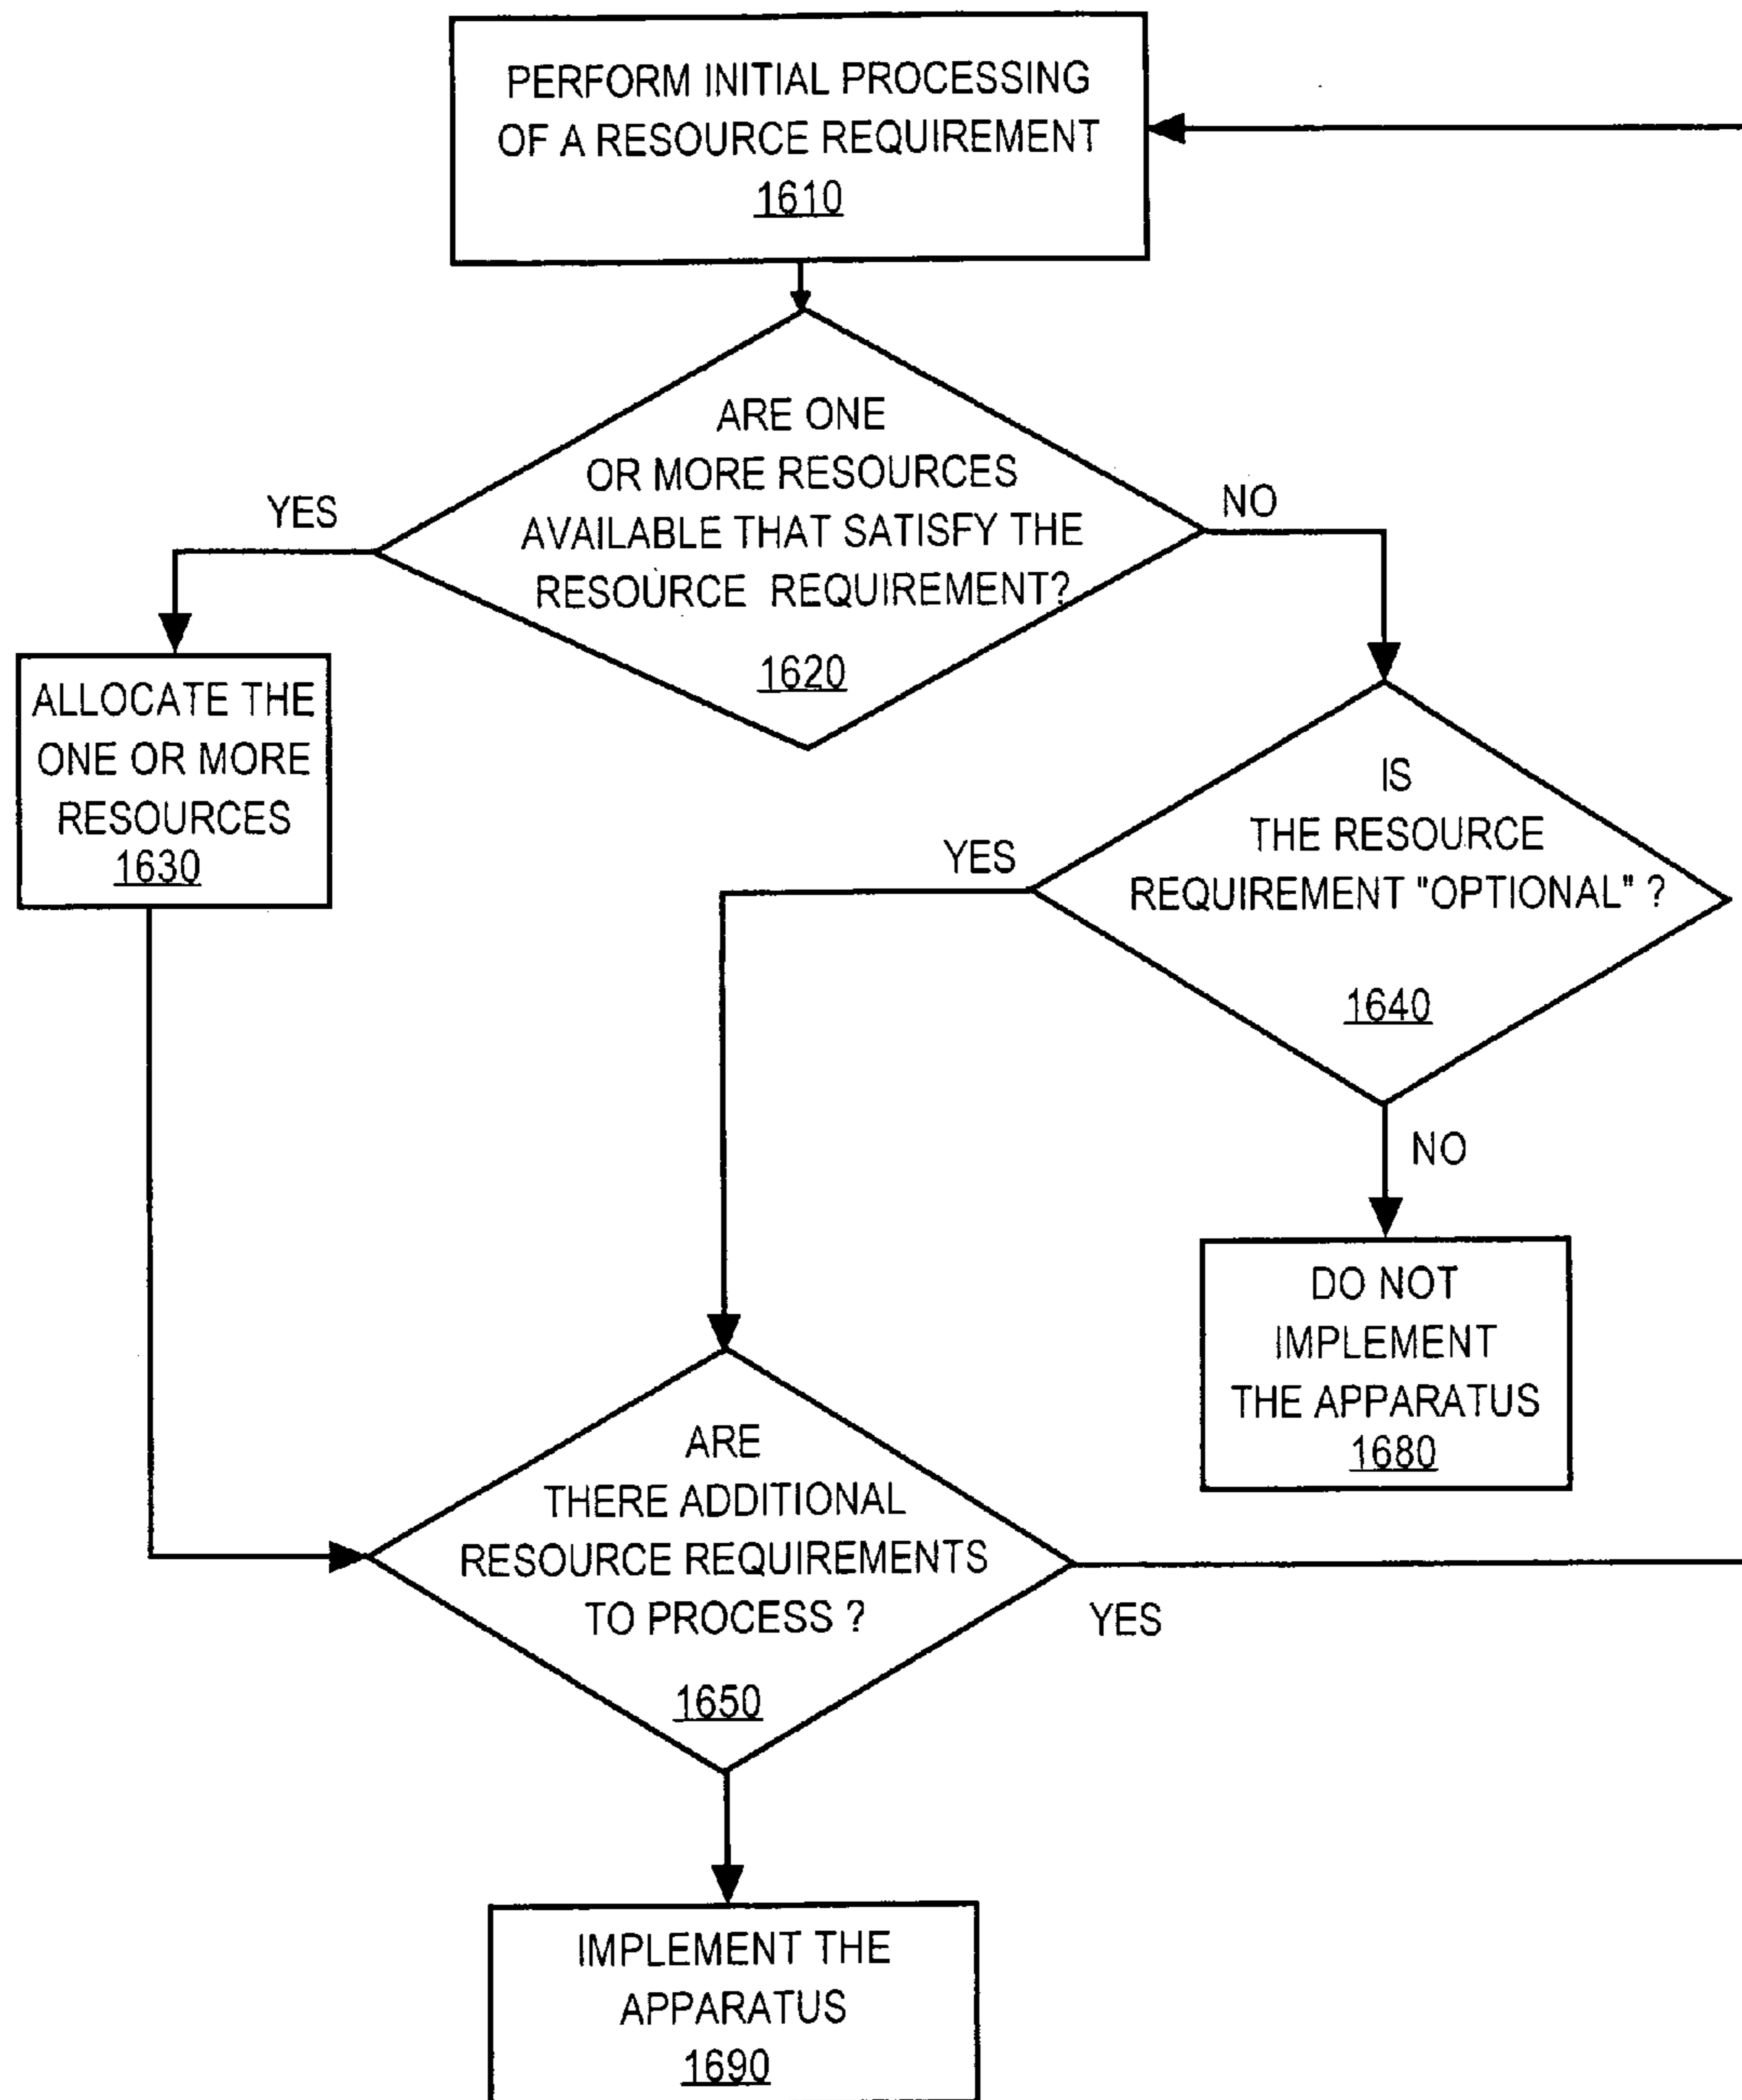 PERFORM INITIAL PROCESSING
OF A RESOURCE REQUIREMENT
1610
ARE ONE
OR MORE RESOURCES
AVAILABLE THAT SATISFY THE
RESOURCE REQUIREMENT?
1620
YES
NO
ALLOCATE THE
ONE OR MORE
RESOURCES
1630
IS
THE RESOURCE
REQUIREMENT "OPTIONAL" ?
1640
YES
NO
DO NOT
IMPLEMENT
THE APPARATUS
1680
ARE
THERE ADDITIONAL
RESOURCE REQUIREMENTS
TO PROCESS ?
1650
YES
IMPLEMENT THE
APPARATUS
1690